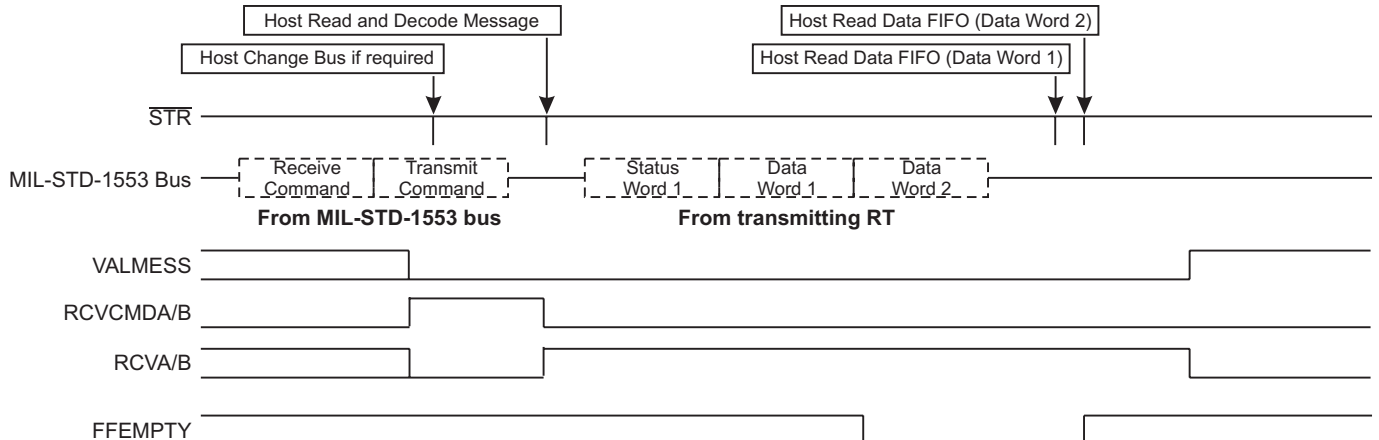 Host Read and Decode Message
Host Read Data FIFO (Data Word 2)
Host Change Bus if required
Host Read Data FIFO (Data Word 1)
STR
MIL-STD-1553 Bus
Receive
Command
Transmit
Command
Status
Word 1
Data
Word 1
Data
Word 2
From MIL-STD-1553 bus
From transmitting RT
VALMESS
RCVCMDA/B
RCVA/B
FFEMPTY